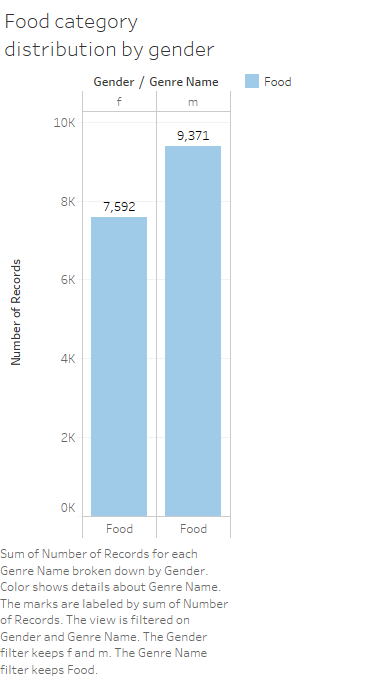 Food category
distribution by gender
Gender / Genre Name
Food
f
m
10K
9,371
8K
7,592
6K
4K
2K
0K
Number of Records
Food
Food
Sum of Number of Records for each
Genre Name broken down by Gender.
Color shows details about Genre Name.
The marks are labeled by sum of Number
of Records. The view is filtered on
Gender and Genre Name. The Gender
filter keeps f and m. The Genre Name
filter keeps Food.